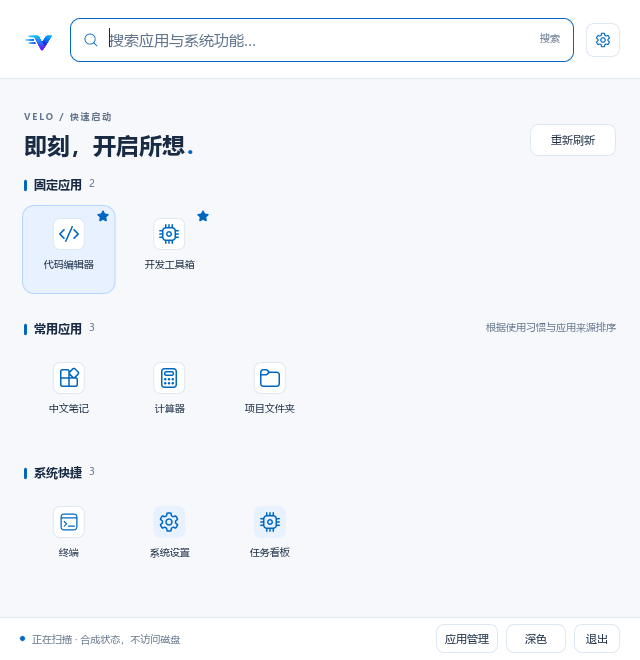 搜索应用与系统功能...
搜索
VELO / 快速启动
即刻，开启所想.
重新刷新
固定应用 2
代码编辑器
开发工具箱
常用应用 3
根据使用习惯与应用来源排序
中文笔记
计算器
项目文件夹
系统快捷 3
终端
系统设置
任务看板
正在扫描 · 合成状态，不访问磁盘
应用管理
深色
退出